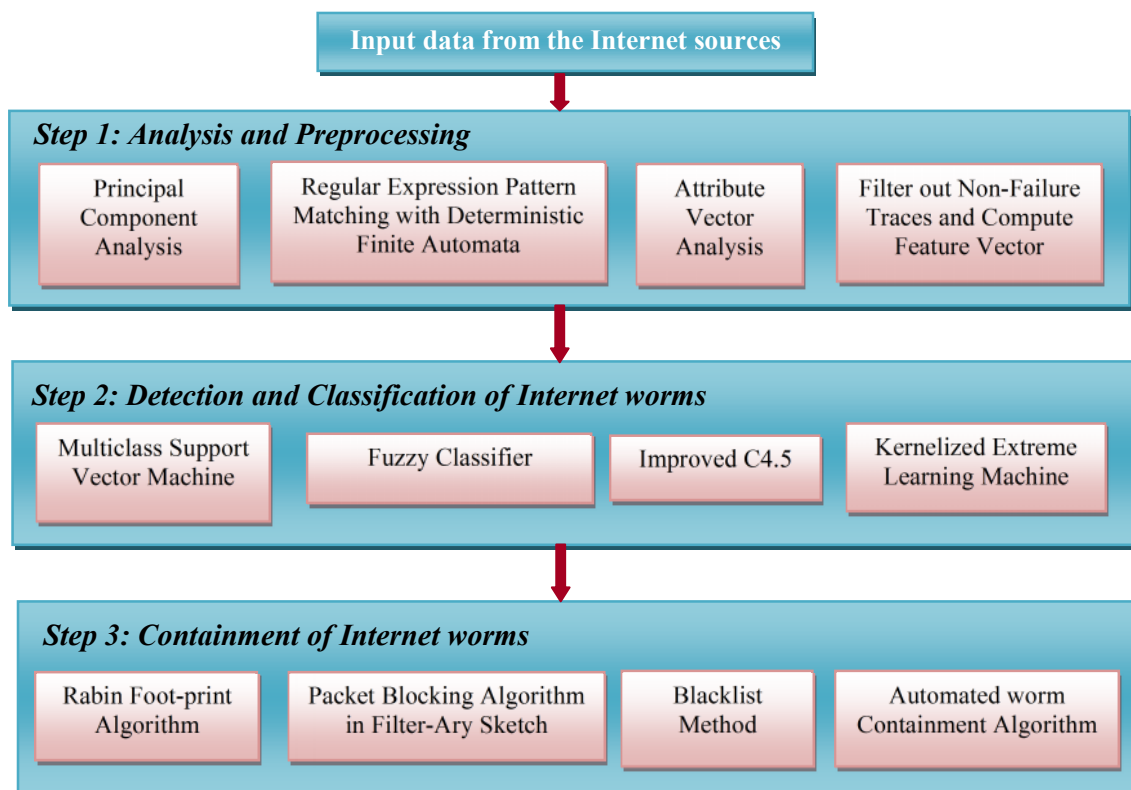 Input data from the Internet sources
Step 1: Analysis and Preprocessing
Principal
Component
Analysis
Regular Expression Pattern
Matching with Deterministic
Finite Automata
Attribute
Vector
Analysis
Filter out Non-Failure
Traces and Compute
Feature Vector
Step 2: Detection and Classification of Internet worms
Multiclass Support
Vector Machine
Fuzzy Classifier
Improved C4.5
Kernelized Extreme
Learning Machine
Step 3: Containment of Internet worms
Rabin Foot-print
Algorithm
Packet Blocking Algorithm
in Filter-Ary Sketch
Blacklist
Method
Automated worm
Containment Algorithm